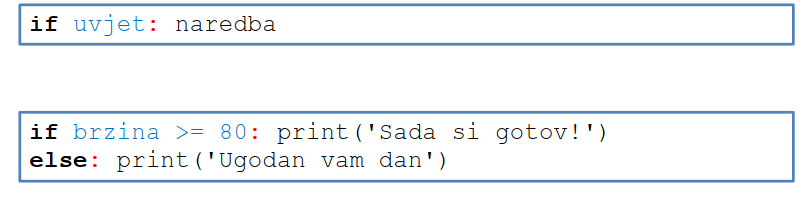 if uvjet: naredba
if brzina >= 80: print('Sada si gotov!')
else: print('Ugodan vam dan')